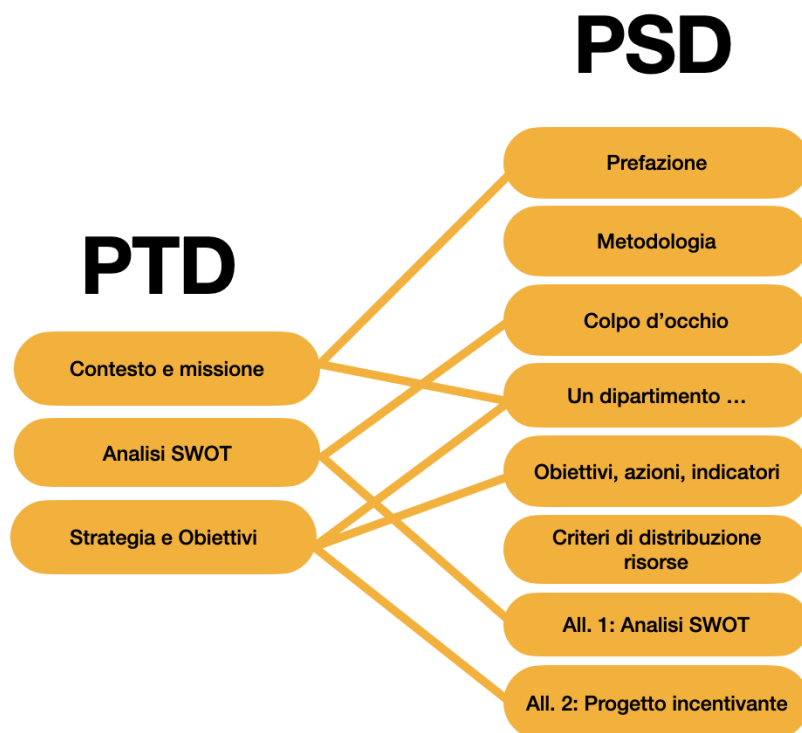 PTD
Contesto e missione
Analisi SWOT
Strategia e Obiettivi
PSD
Prefazione
Metodologia
Colpo d’occhio
Un dipartimento …
Obiettivi, azioni, indicatori
Criteri di distribuzione
risorse
All. 1: Analisi SWOT
All. 2: Progetto incentivante